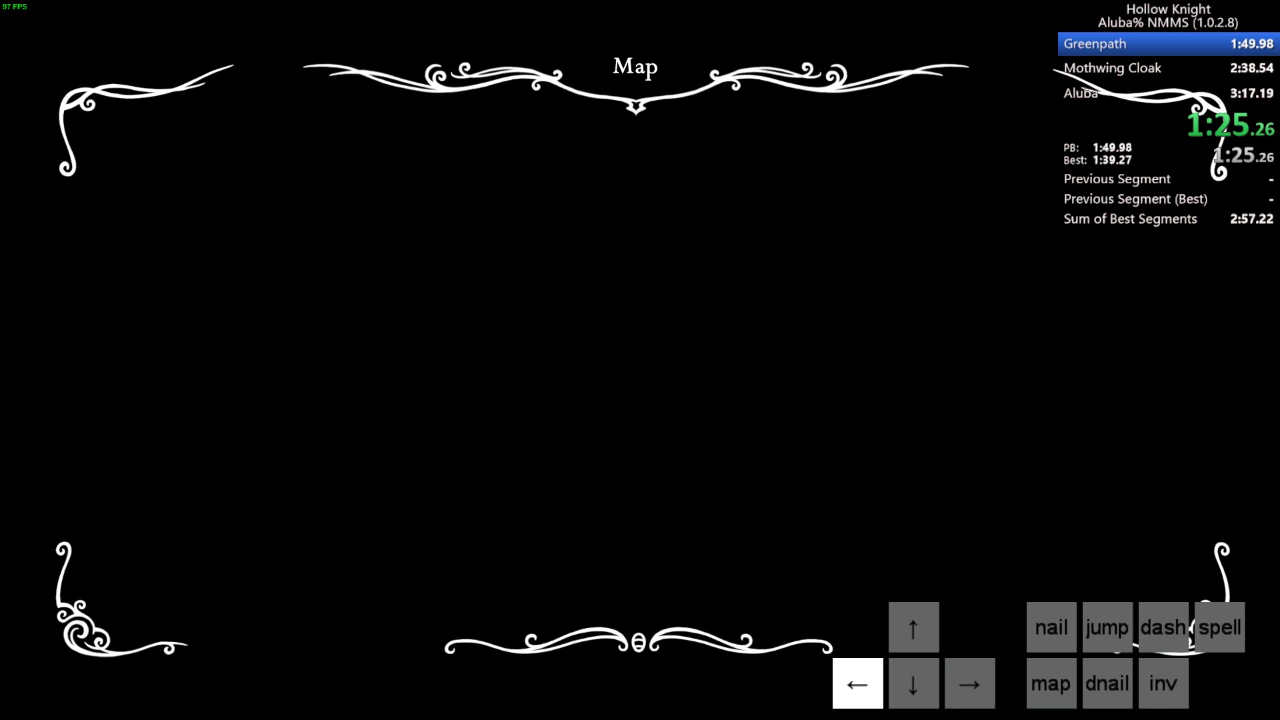 97 FPS
Hollow Knight
Aluba% NMMS (1.0.2.8)
Greenpath 1:49.98
Mothwing Cloak 2:38.54
Map
Aluba 3:17.19
1:25.26
PB: 1:49.98
Best: 1:39.27
1:25.26
Previous Segment -
Previous Segment (Best) -
Sum of Best Segments 2:57.22
↑ nail jump dash spell
← ↓ → map dnail inv